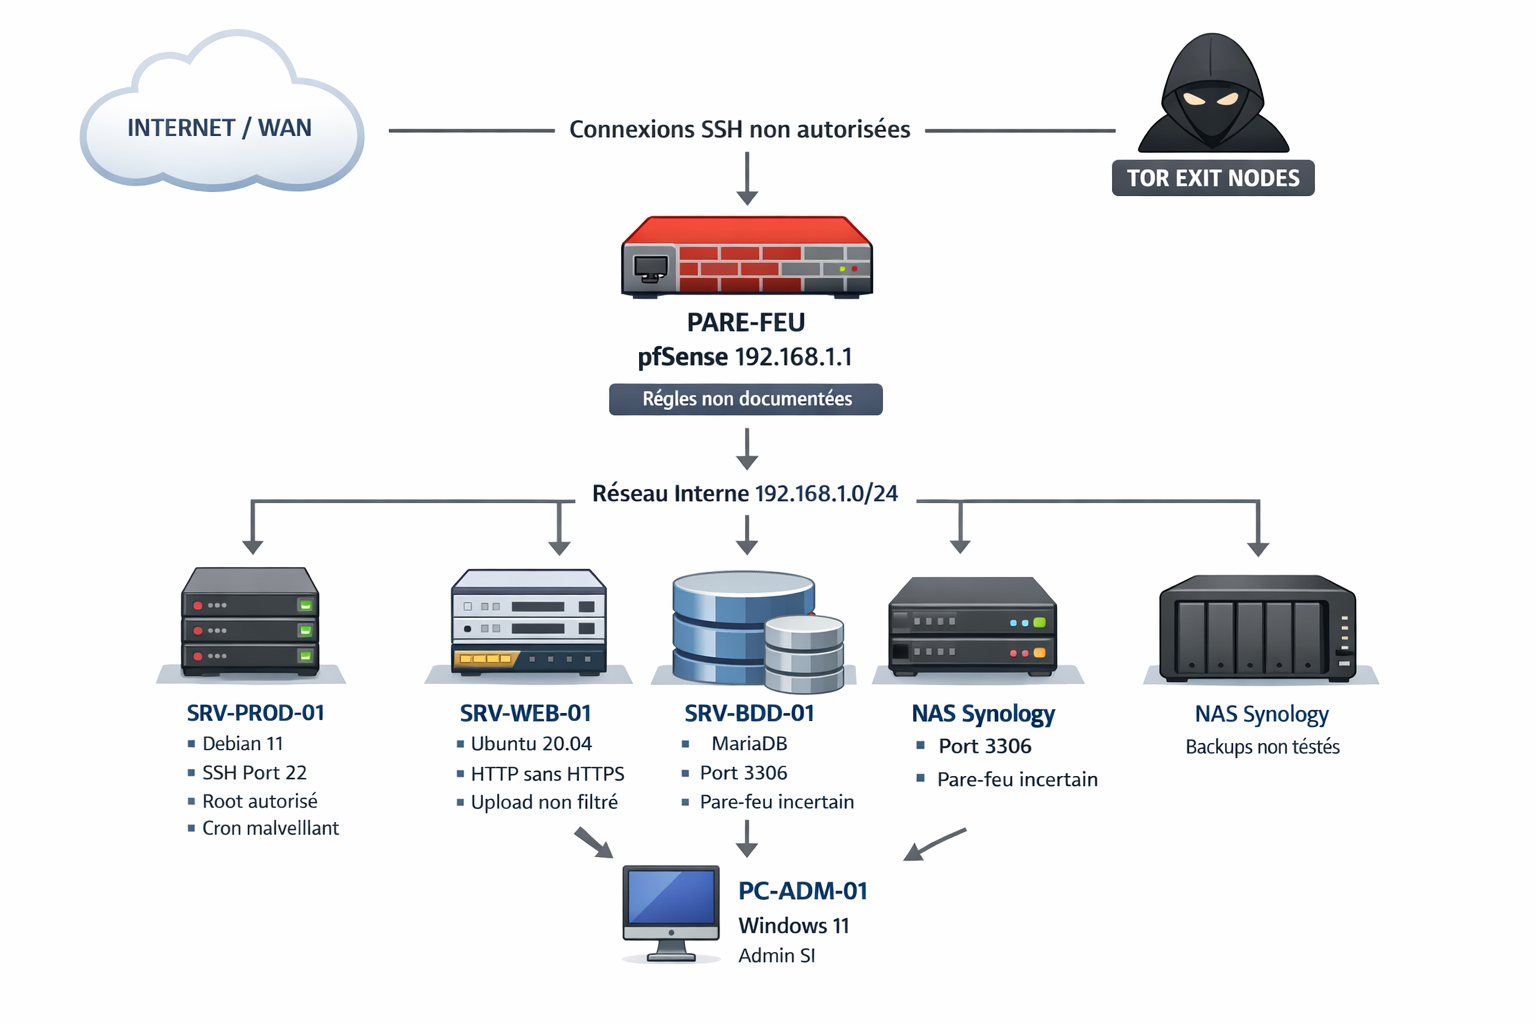 INTERNET / WAN
Connexions SSH non autorisées
TOR EXIT NODES
PARE-FEU
pfSense 192.168.1.1
Régles non documentées
Réseau Interne 192.168.1.0/24
SRV-PROD-01
▪ Debian 11
▪ SSH Port 22
▪ Root autorisé
▪ Cron malvelllant
SRV-WEB-01
▪ Ubuntu 20.04
▪ HTTP sans HTTPS
▪ Upload non filtré
SRV-BDD-01
▪ MariaDB
▪ Port 3306
▪ Pare-feu incertain
NAS Synology
▪ Port 3306
▪ Pare-feu incertain
NAS Synology
Backups non téstés
PC-ADM-01
Windows 11
Admin SI